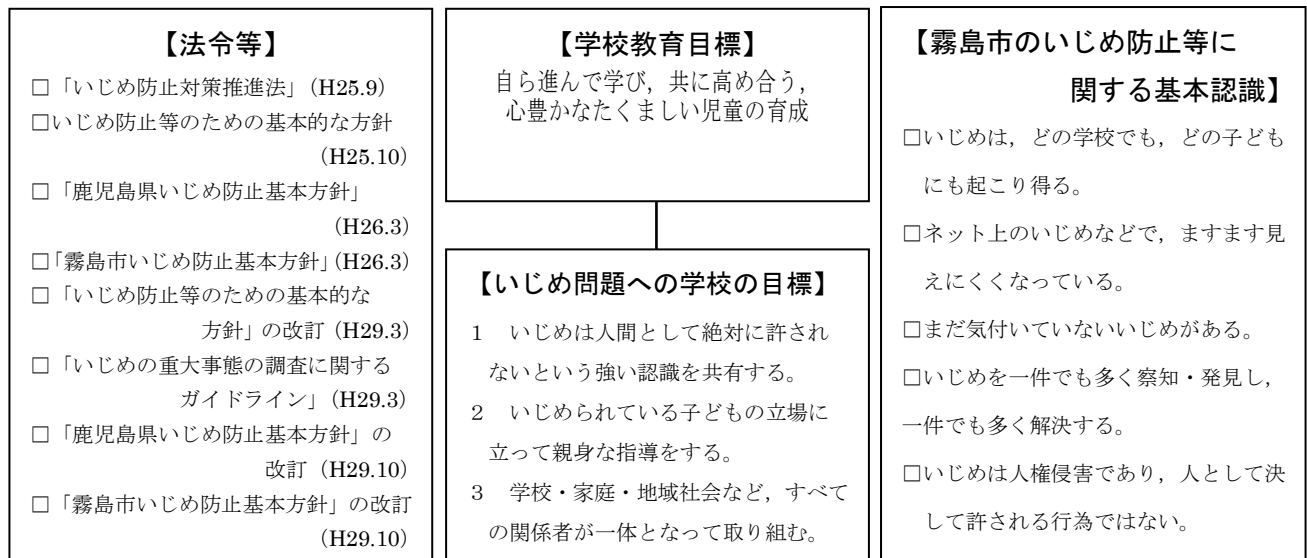 【法令等】
□「いじめ防止対策推進法」(H25.9)
□いじめ防止等のための基本的な方針
(H25.10)
□「鹿児島県いじめ防止基本方針」
(H26.3)
□「霧島市いじめ防止基本方針」(H26.3)
□「いじめ防止等のための基本的な
方針」の改訂(H29.3)
□「いじめの重大事態の調査に関する
ガイドライン」(H29.3)
□「鹿児島県いじめ防止基本方針」の
改訂(H29.10)
□「霧島市いじめ防止基本方針」の改訂
(H29.10)
【学校教育目標】
自ら進んで学び,共に高め合う,
心豊かなたくましい児童の育成
【いじめ問題への学校の目標】
1 いじめは人間として絶対に許され
ないという強い認識を共有する。
2 いじめられている子どもの立場に
立って親身な指導をする。
3 学校・家庭・地域社会など,すべて
の関係者が一体となって取り組む。
【霧島市のいじめ防止等に
関する基本認識】
□いじめは,どの学校でも,どの子ども
にも起こり得る。
□ネット上のいじめなどで,ますます見
えにくくなっている。
□まだ気付いていないいじめがある。
□いじめを一件でも多く察知・発見し,
一件でも多く解決する。
□いじめは人権侵害であり,人として決
して許される行為ではない。